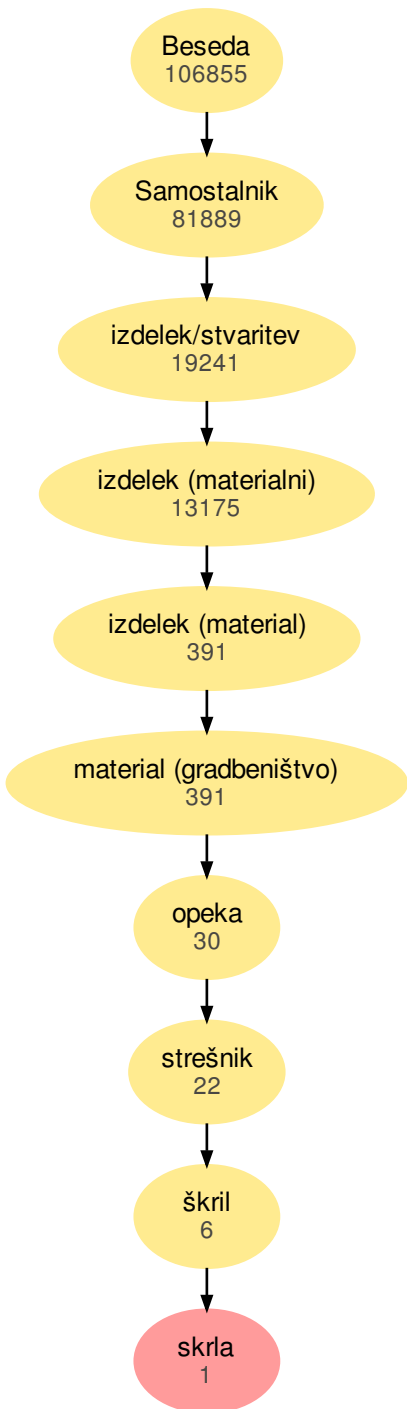 Beseda
106855
Samostalnik
81889
izdelek/stvaritev
19241
izdelek (materialni)
13175
izdelek (material)
391
material (gradbeništvo)
391
opeka
30
strešnik
22
škril
6
skrla
1